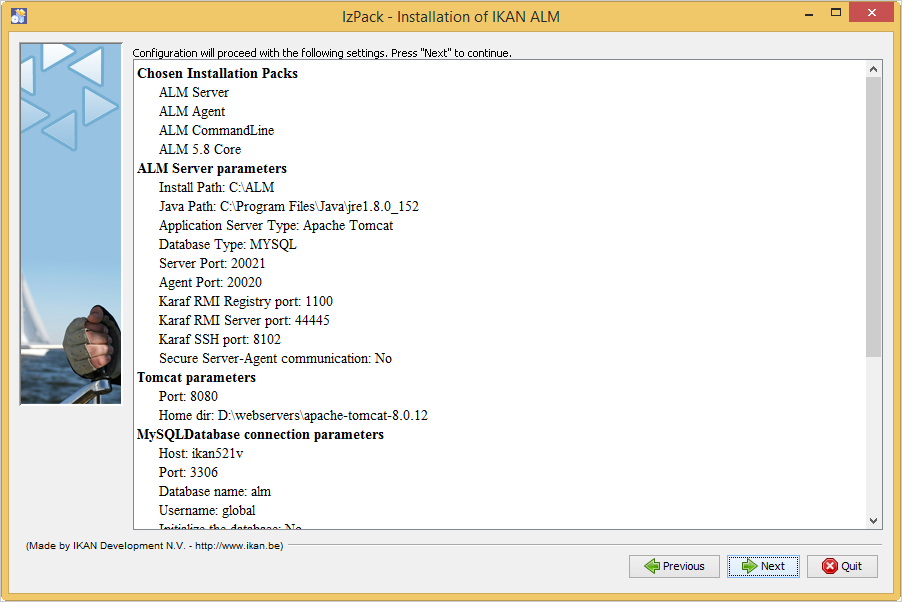 IzPack - Installation of IKAN ALM
Configuration will proceed with the following settings. Press "Next" to continue.
Chosen Installation Packs
ALM Server
ALM Agent
ALM CommandLine
ALM 5.8 Core
ALM Server parameters
Install Path: C:\ALM
Java Path: C:\Program Files\Java\jre1.8.0_152
Application Server Type: Apache Tomcat
Database Type: MYSQL
Server Port: 20021
Agent Port: 20020
Karaf RMI Registry port: 1100
Karaf RMI Server port: 44445
Karaf SSH port: 8102
Secure Server-Agent communication: No
Tomcat parameters
Port: 8080
Home dir: D:\webservers\apache-tomcat-8.0.12
MySQLDatabase connection parameters
Host: ikan521v
Port: 3306
Database name: alm
Username: global
Initialize the database: No
(Made by IKAN Development N.V. - http://www.ikan.be)
Previous
Next
Quit